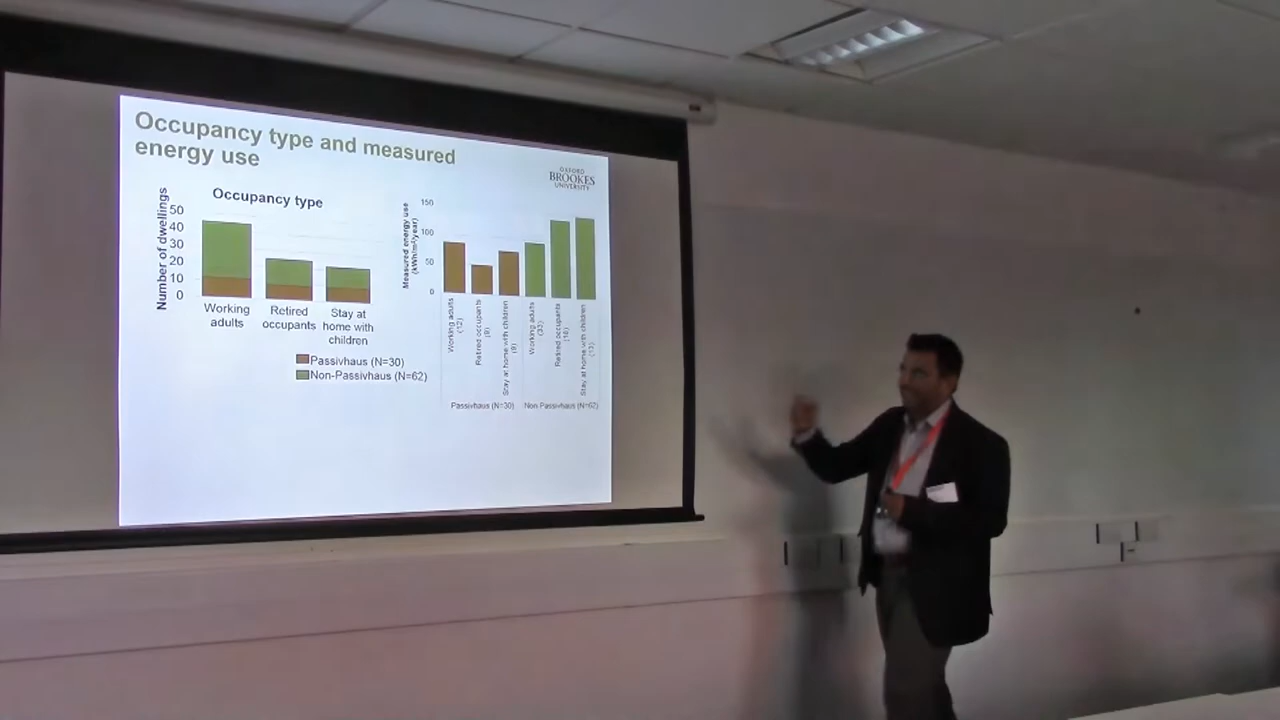 Occupancy type and measured
energy use
OXFORD
BROOKES
UNIVERSITY
Occupancy type
Number of dwellings
50
40
30
20
10
0
Working
adults
Retired
occupants
Stay at
home with
children
Passivhaus (N=30)
Non-Passivhaus (N=62)
Measured energy use
(kWh/m²/year)
150
100
50
0
Working adults
(12)
Retired occupants
(9)
Stay at home with children
(9)
Working adults
Retired occupants
Stay at home with children
(13)
Passivhaus (N=30)
Non-Passivhaus (N=62)